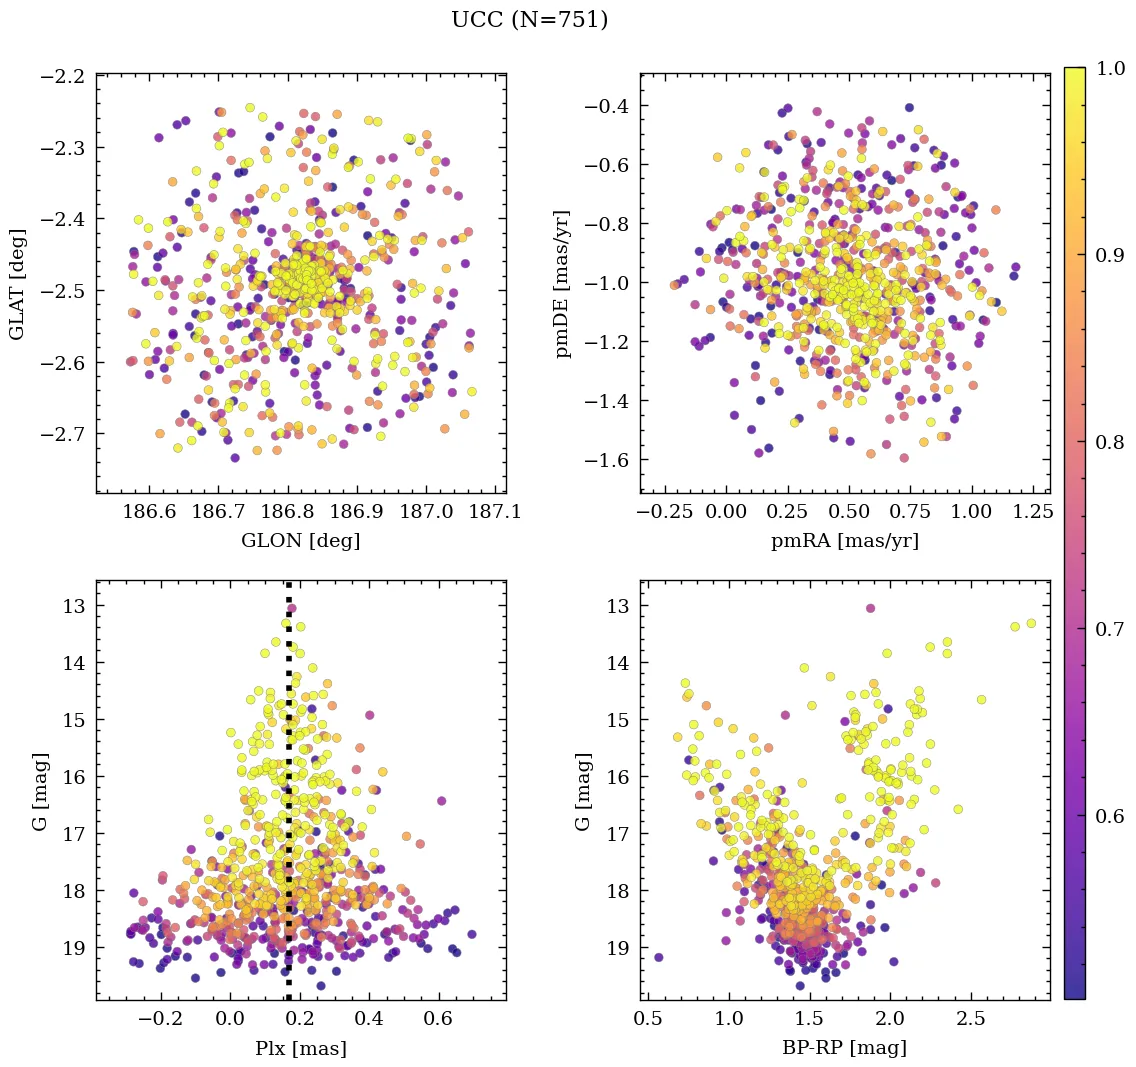 UCC (N=751)
−2.2
−2.3
−2.4
−2.5
−2.6
−2.7
GLAT [deg]
186.6 186.7 186.8 186.9 187.0 187.1
GLON [deg]
−0.4
−0.6
−0.8
−1.0
−1.2
−1.4
−1.6
pmDE [mas/yr]
−0.25 0.00 0.25 0.50 0.75 1.00 1.25
pmRA [mas/yr]
1.0
0.9
0.8
0.7
0.6
13
14
15
16
17
18
19
G [mag]
−0.2 0.0 0.2 0.4 0.6
Plx [mas]
13
14
15
16
17
18
19
G [mag]
0.5 1.0 1.5 2.0 2.5
BP-RP [mag]